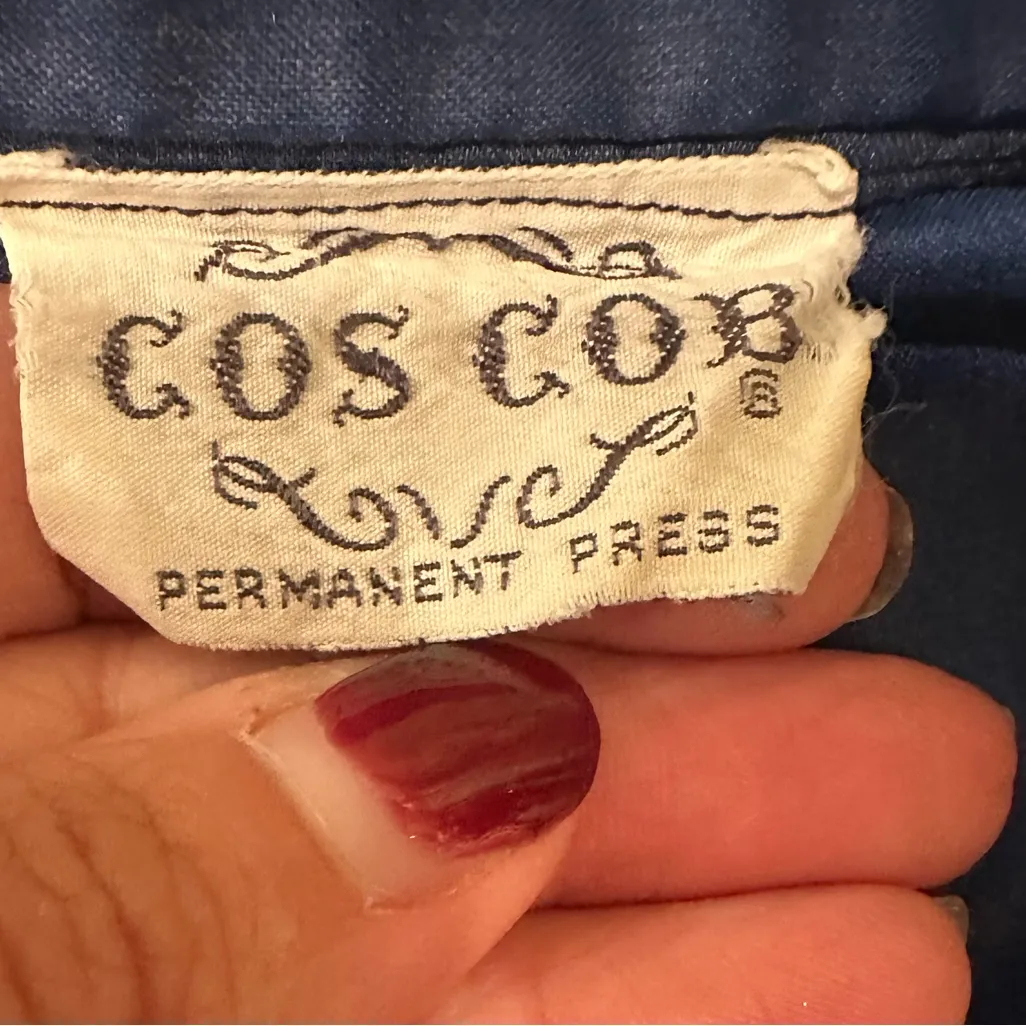 COS COB
®
PERMANENT PRESS